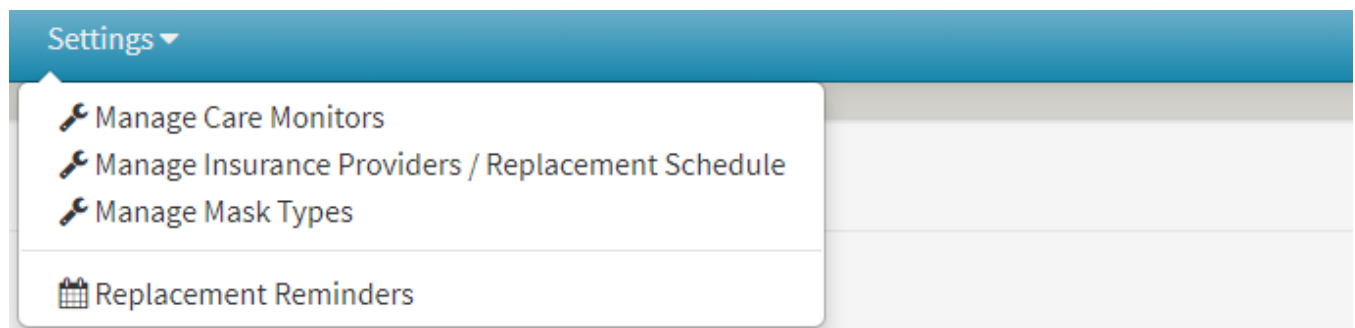 Settings
Manage Care Monitors
Manage Insurance Providers / Replacement Schedule
Manage Mask Types
Replacement Reminders